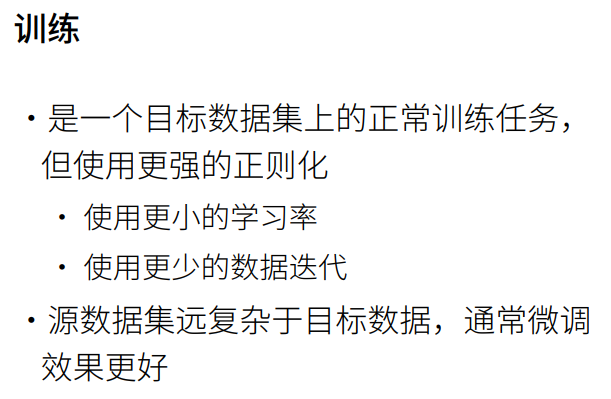 训练
• 是一个目标数据集上的正常训练任务，
但使用更强的正则化
• 使用更小的学习率
• 使用更少的数据迭代
• 源数据集远复杂于目标数据，通常微调
效果更好